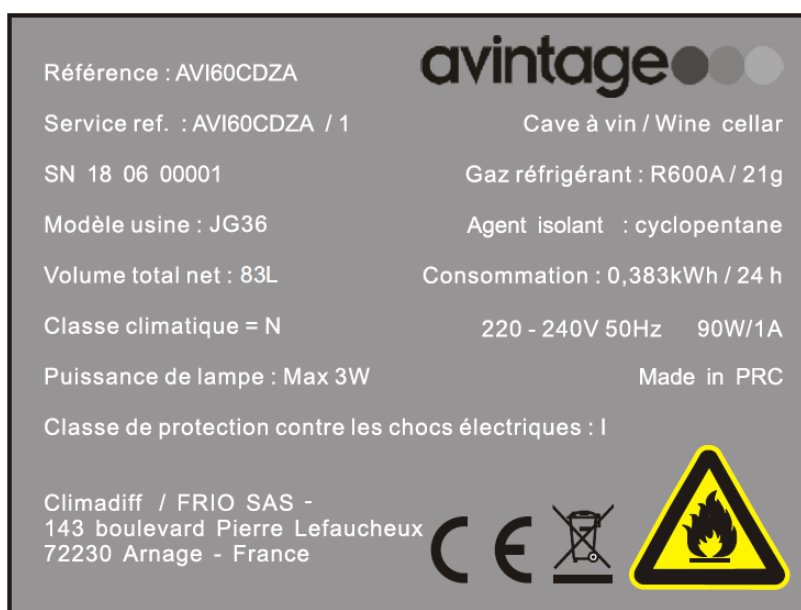 avintage
Référence : AVI60CDZA
Service ref. : AVI60CDZA / 1
Cave à vin / Wine cellar
SN 18 06 00001
Gaz réfrigérant : R600A / 21g
Modèle usine : JG36
Agent isolant : cyclopentane
Volume total net : 83L
Consommation : 0,383kWh / 24 h
Classe climatique = N
220 - 240V 50Hz 90W/1A
Puissance de lampe : Max 3W
Made in PRC
Classe de protection contre les chocs électriques : I
Climadiff / FRIO SAS -
143 boulevard Pierre Lefaucheux
72230 Arnage - France
CE